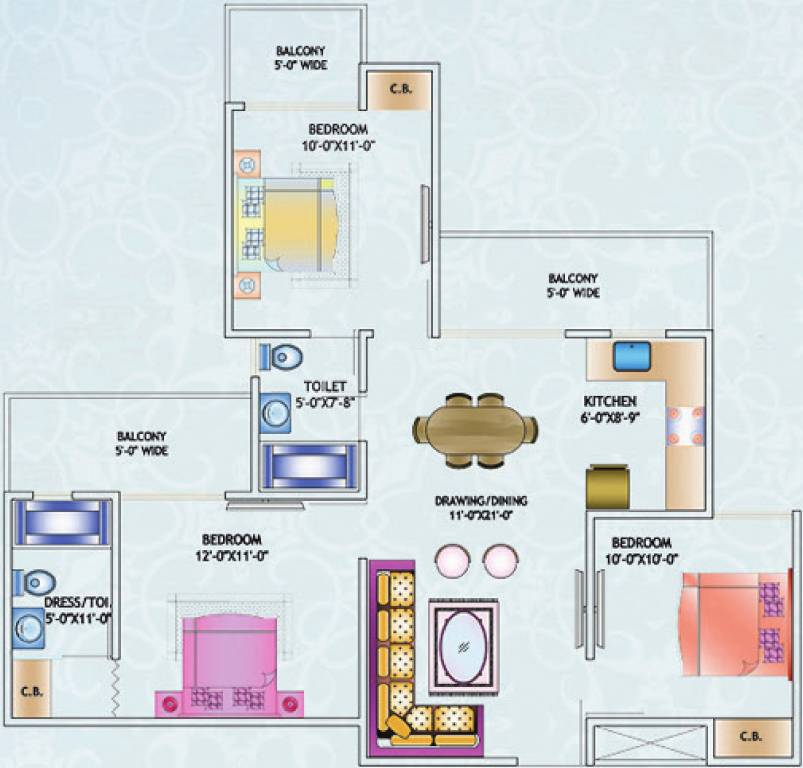 BALCONY
5'-0" WIDE
C.B.
BEDROOM
10'-0"X11'-0"
BALCONY
5'-0" WIDE
TOILET
5'-0"X7'-8"
KITCHEN
6'-0"X8'-9"
BALCONY
5'-0" WIDE
DRAWING/DINING
11'-0"X21'-0"
BEDROOM
12'-0"X11'-0"
BEDROOM
10'-0"X10'-0"
DRESS/TOI.
5'-0"X11'-0"
C.B.
C.B.